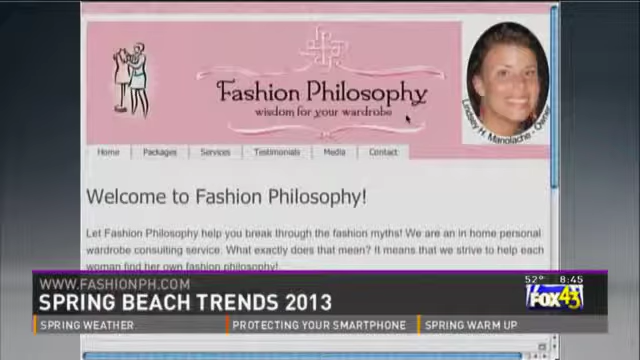 Fashion Philosophy
wisdom for your wardrobe
Lindsey H. Manolache - Owner
Home Packages Services Testimonials Media Contact
Welcome to Fashion Philosophy!
Let Fashion Philosophy help you break through the fashion myths! We are an in home personal
wardrobe consulting service. What exactly does that mean? It means that we strive to help each
woman find her own fashion philosophy!
WWW.FASHIONPH.COM
SPRING BEACH TRENDS 2013
52° 8:45
FOX43
SPRING WEATHER PROTECTING YOUR SMARTPHONE SPRING WARM UP